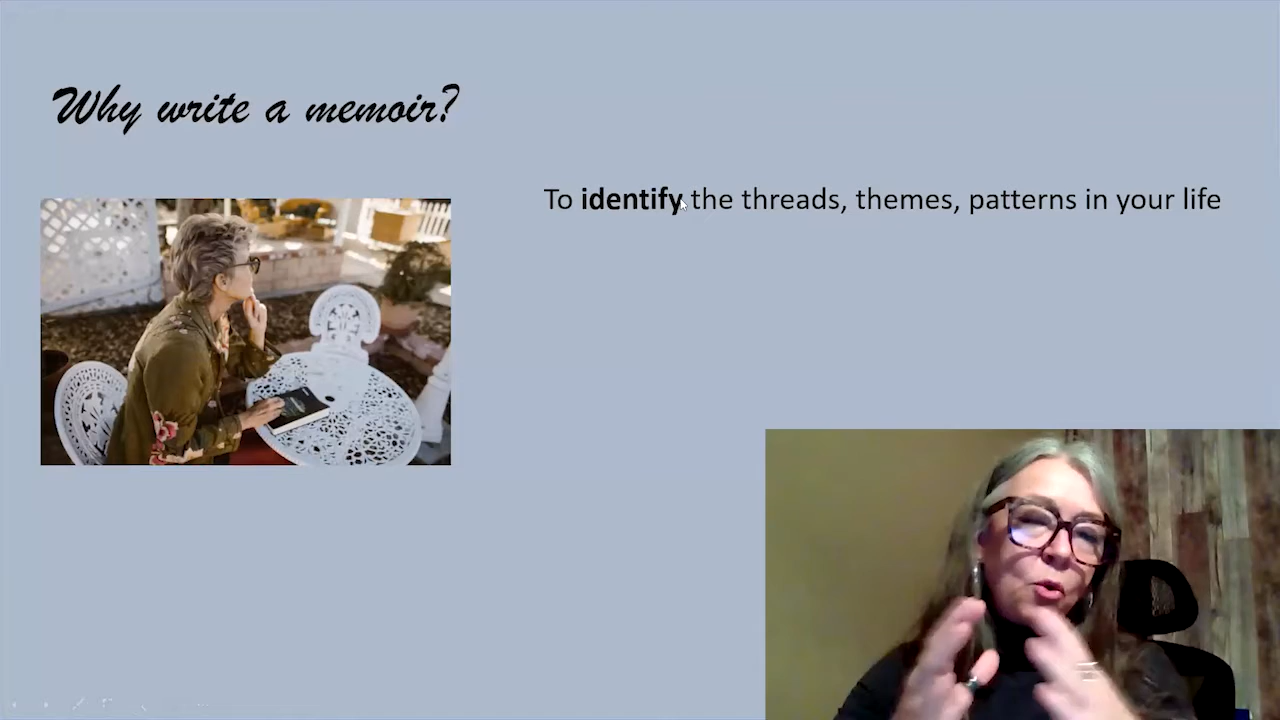 Why write a memoir?
To identify the threads, themes, patterns in your life